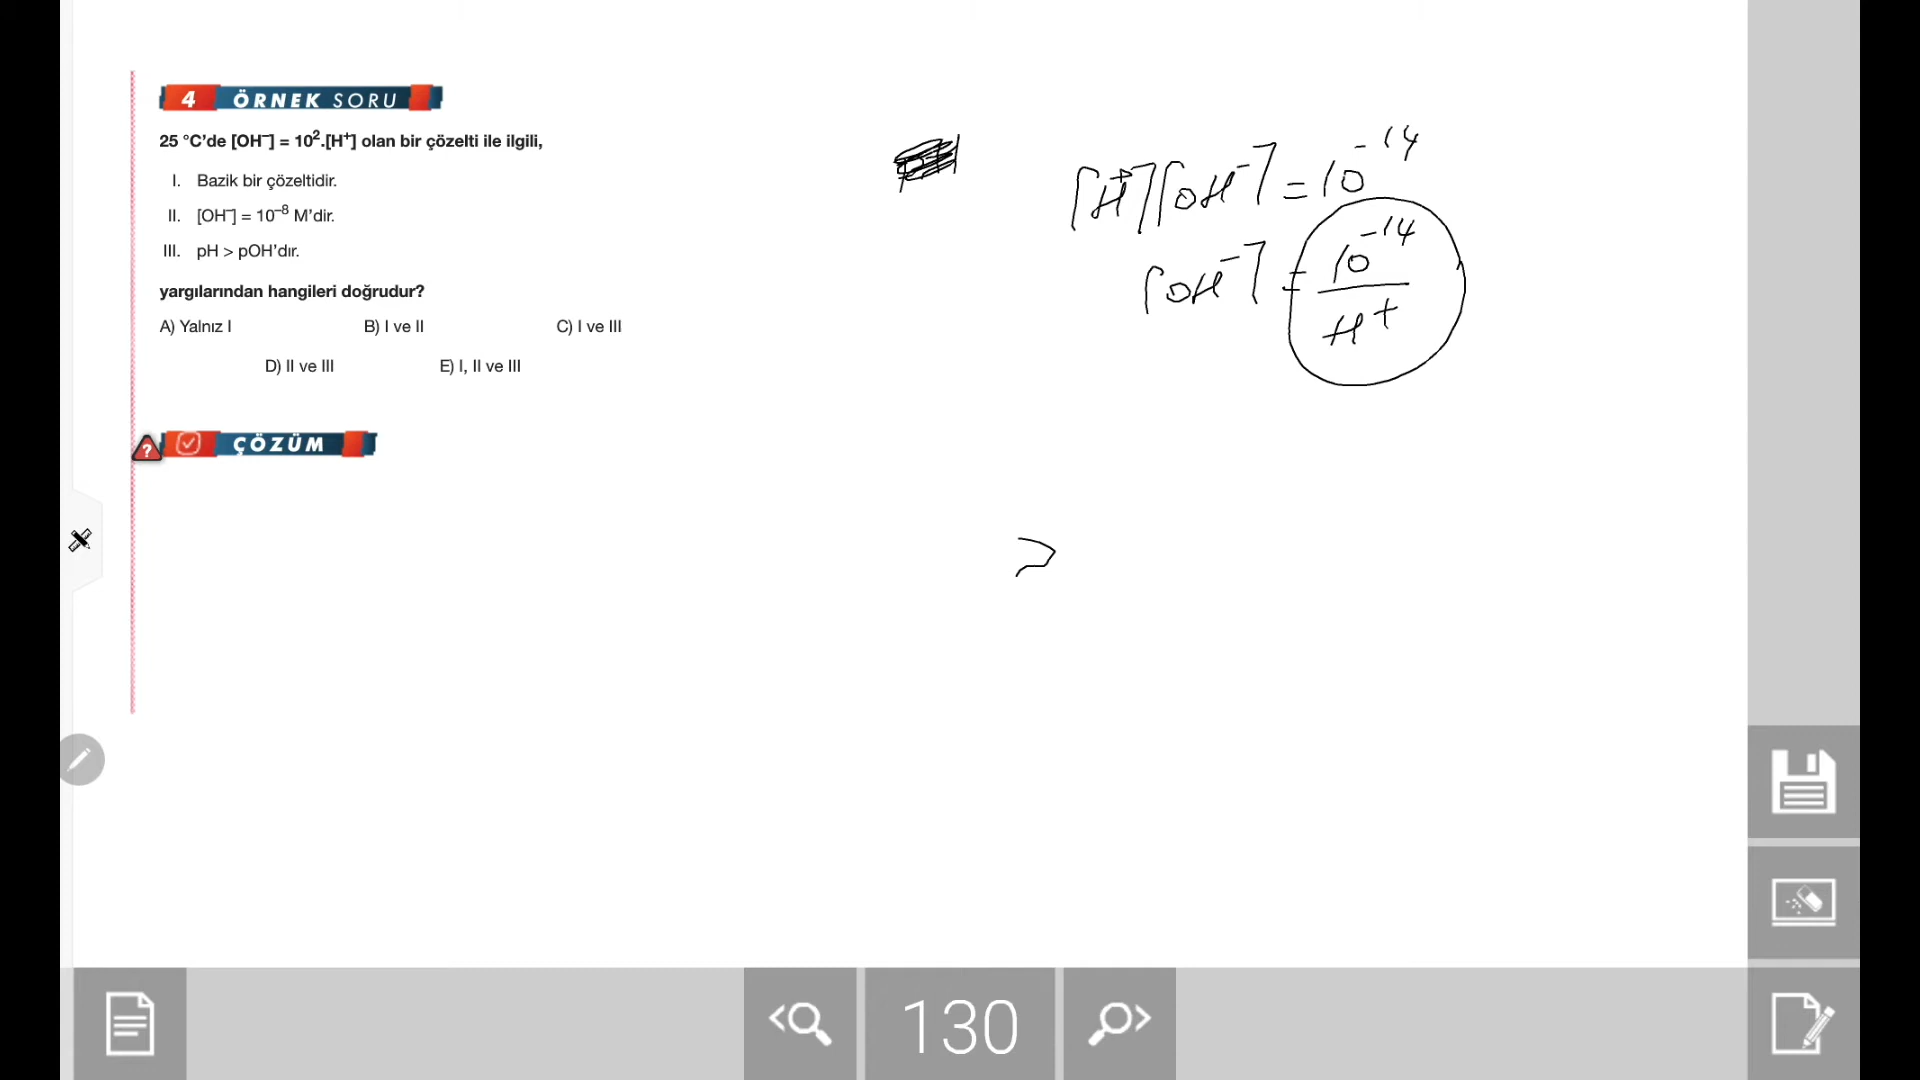 4 ÖRNEK SORU
25 °C'de [OH⁻] = 10².[H⁺] olan bir çözelti ile ilgili,
I. Bazik bir çözeltidir.
II. [OH⁻] = 10⁻⁸ M'dir.
III. pH > pOH'dır.
yargılarından hangileri doğrudur?
A) Yalnız I B) I ve II C) I ve III
D) II ve III E) I, II ve III
? ÇÖZÜM
[H⁺][OH⁻] = 10⁻¹⁴
[OH⁻] = 10⁻¹⁴
H⁺
130